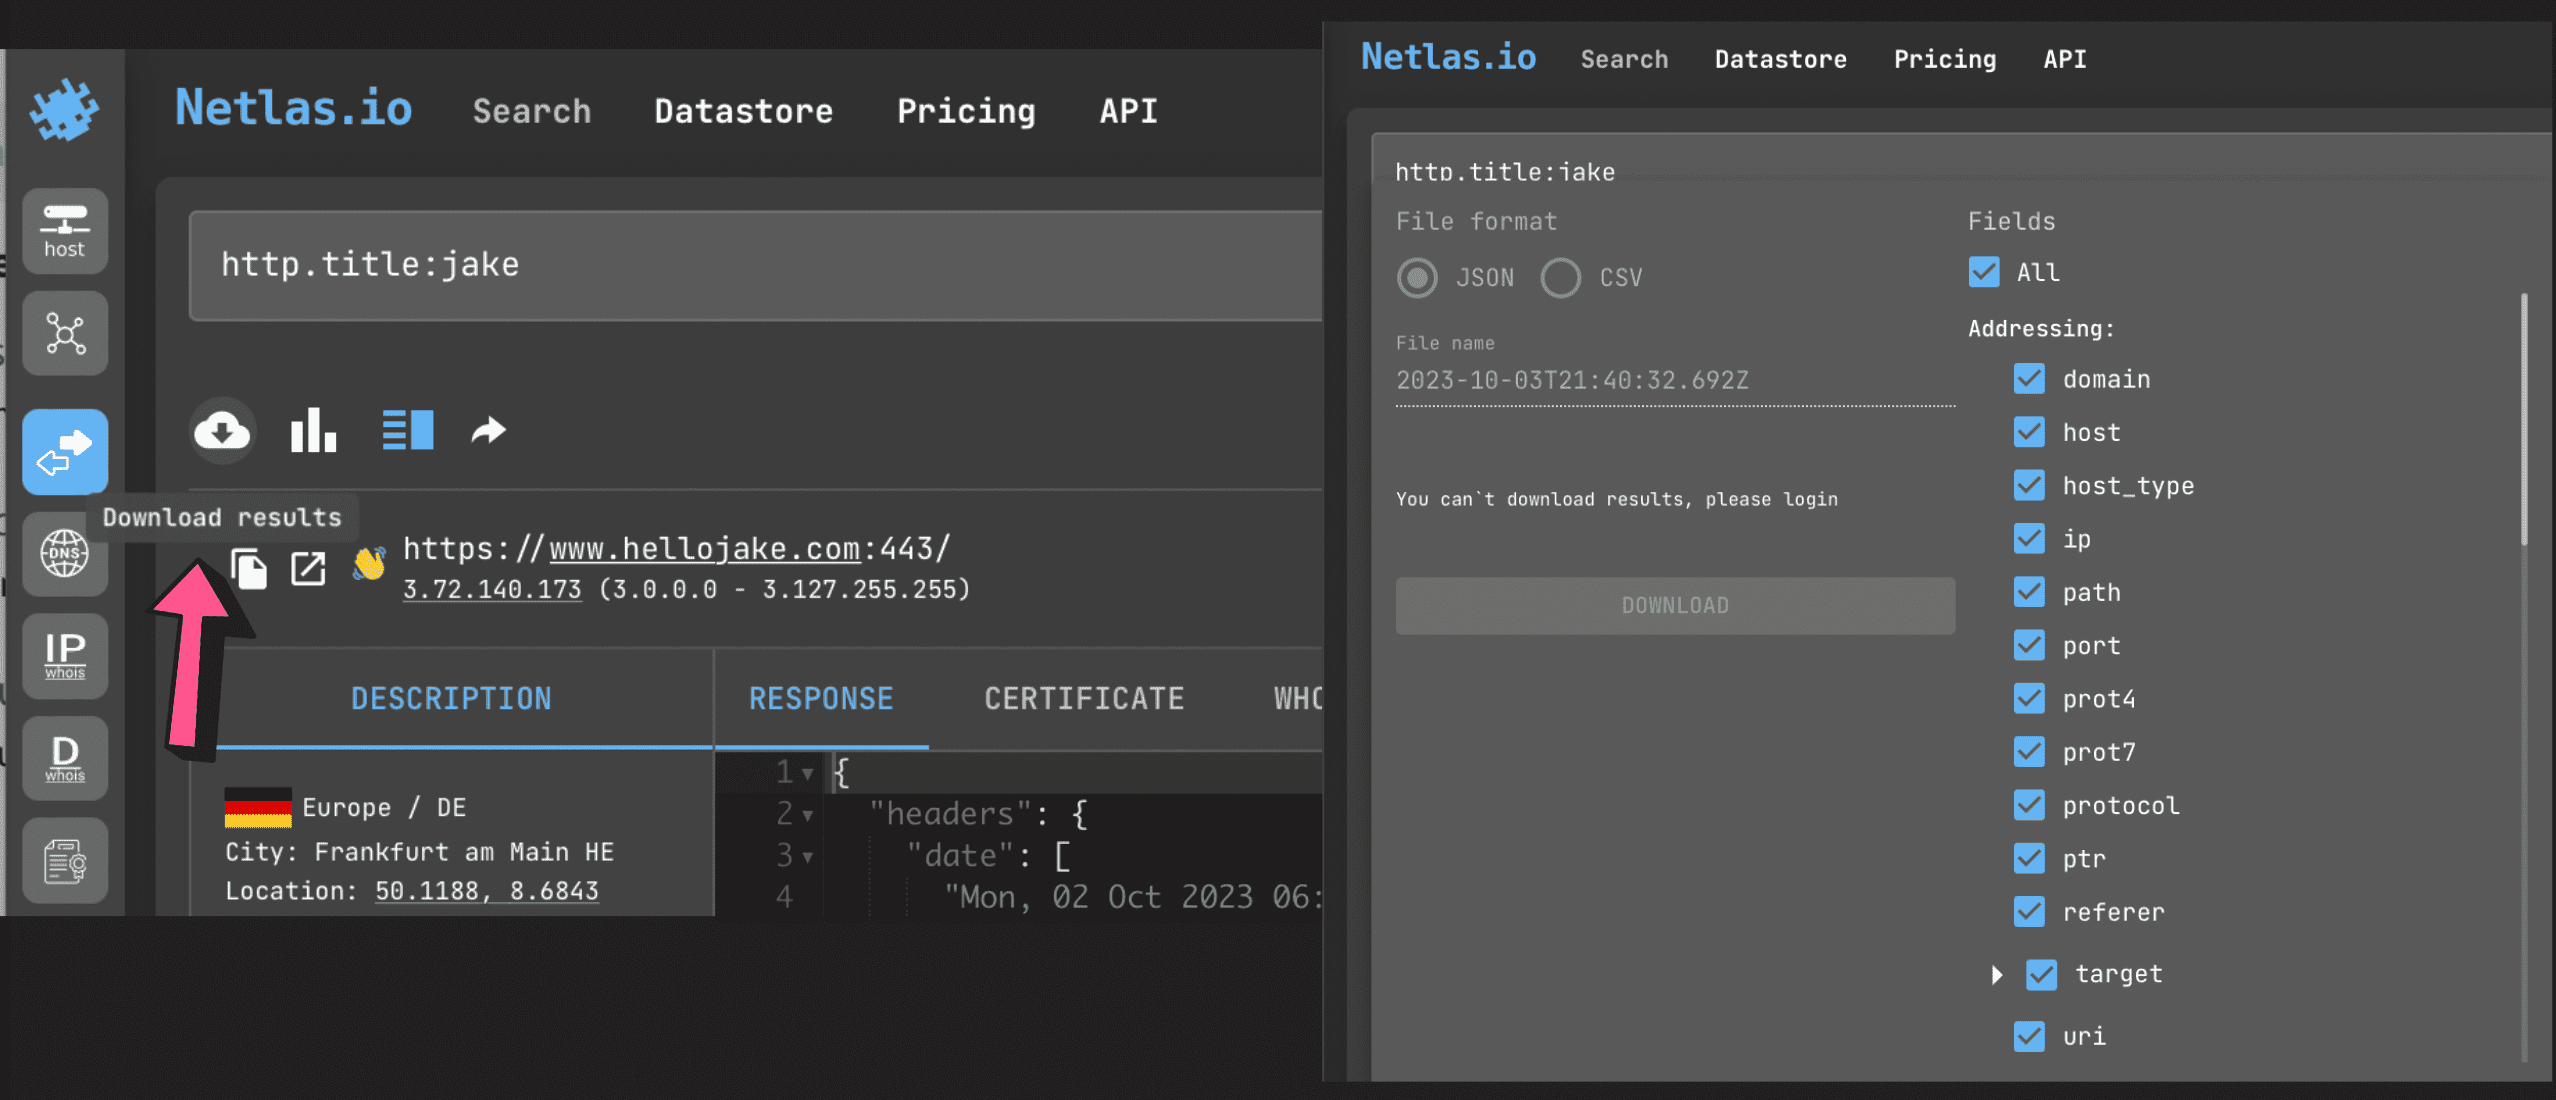 Netlas.io Search Datastore Pricing API
host
http.title:jake
Download results
DNS
https://www.hellojake.com:443/
3.72.140.173 (3.0.0.0 - 3.127.255.255)
IP
whois
D
whois
DESCRIPTION RESPONSE CERTIFICATE
Europe / DE
City: Frankfurt am Main HE
Location: 50.1188, 8.6843
1 {
2 "headers": {
3 "date": [
4 "Mon, 02 Oct 2023 06:
Netlas.io Search Datastore Pricing API
http.title:jake
File format
JSON CSV
File name
2023-10-03T21:40:32.692Z
You can`t download results, please login
DOWNLOAD
Fields
All
Addressing:
domain
host
host_type
ip
path
port
prot4
prot7
protocol
ptr
referer
target
uri